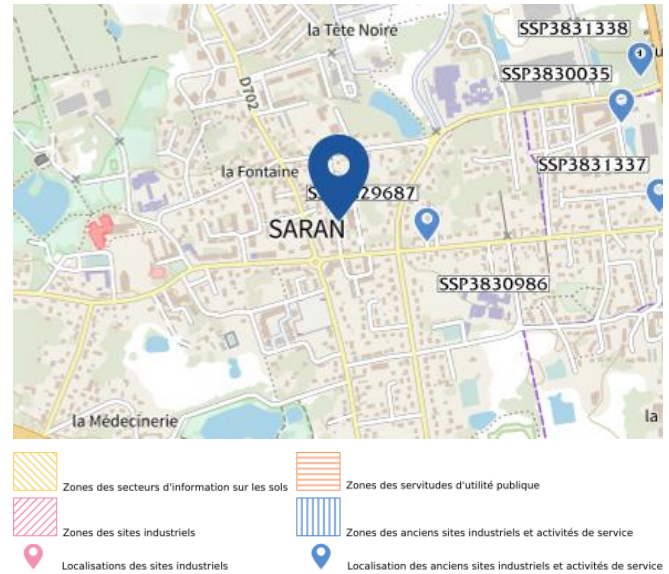 la Tête Noire
SSP3831338
SSP3830035
D702
SSP3831337
la Fontaine
29687
SARAN
SSP3830986
la Médecinerie
la
Zones des secteurs d'information sur les sols
Zones des servitudes d'utilité publique
Zones des sites industriels
Zones des anciens sites industriels et activités de service
Localisations des sites industriels
Localisation des anciens sites industriels et activités de service